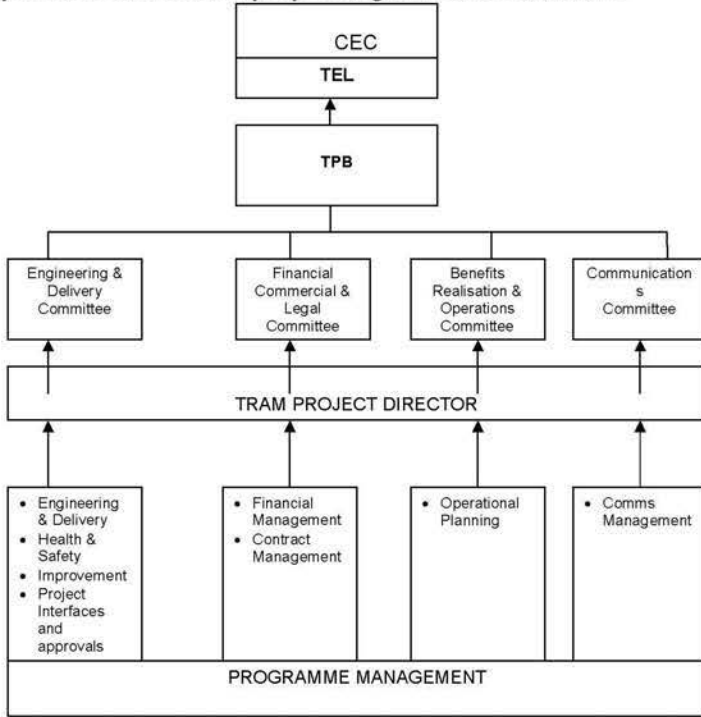 CEC
TEL
TPB
Engineering &
Delivery
Committee
Financial
Commercial &
Legal
Committee
Benefits
Realisation &
Operations
Committee
Communication
s
Committee
TRAM PROJECT DIRECTOR
• Engineering
& Delivery
• Health &
Safety
• Improvement
• Project
Interfaces
and
approvals
• Financial
Management
• Contract
Management
• Operational
Planning
• Comms
Management
PROGRAMME MANAGEMENT